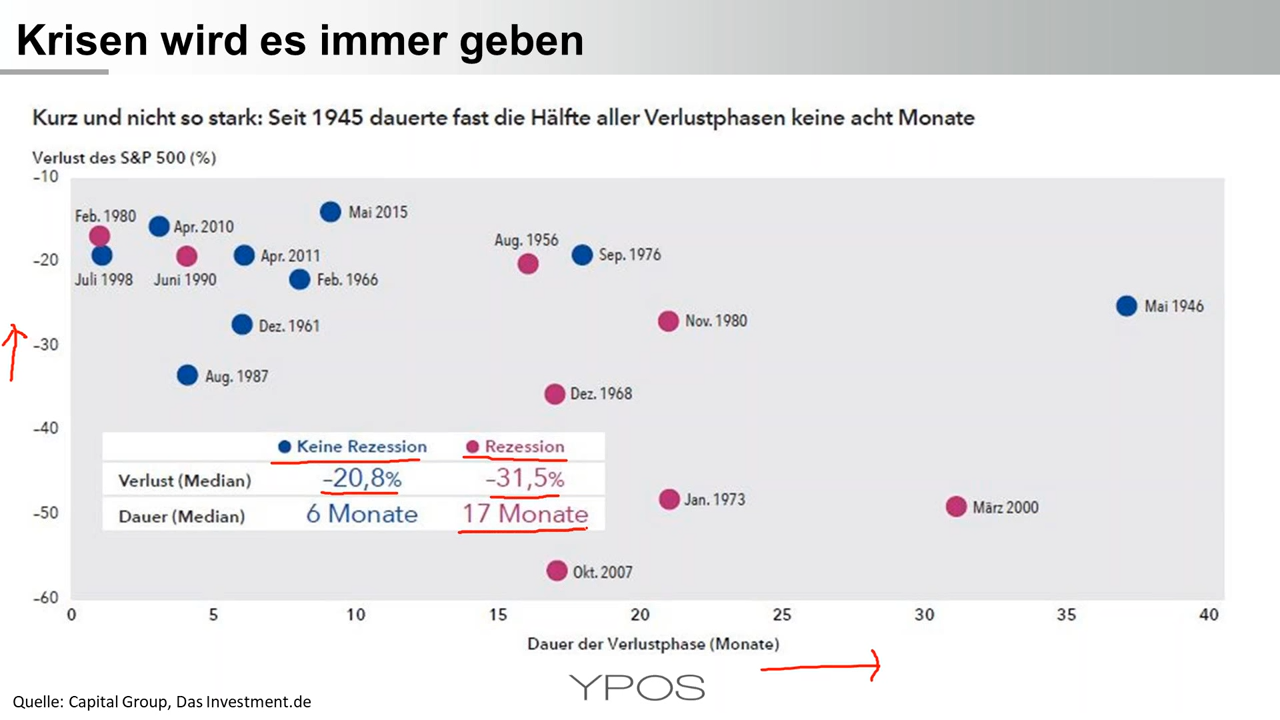 Krisen wird es immer geben
Kurz und nicht so stark: Seit 1945 dauerte fast die Hälfte aller Verlustphasen keine acht Monate
Verlust des S&P 500 (%)
–10
–20
–30
–40
–50
–60
Feb. 1980
Juli 1998
Apr. 2010
Juni 1990
Apr. 2011
Mai 2015
Feb. 1966
Dez. 1961
Aug. 1987
Aug. 1956
Sep. 1976
Nov. 1980
Mai 1946
Dez. 1968
Jan. 1973
März 2000
Okt. 2007
Keine Rezession Rezession
Verlust (Median) –20,8% –31,5%
Dauer (Median) 6 Monate 17 Monate
0 5 10 15 20 25 30 35 40
Dauer der Verlustphase (Monate)
YPOS
Quelle: Capital Group, Das Investment.de